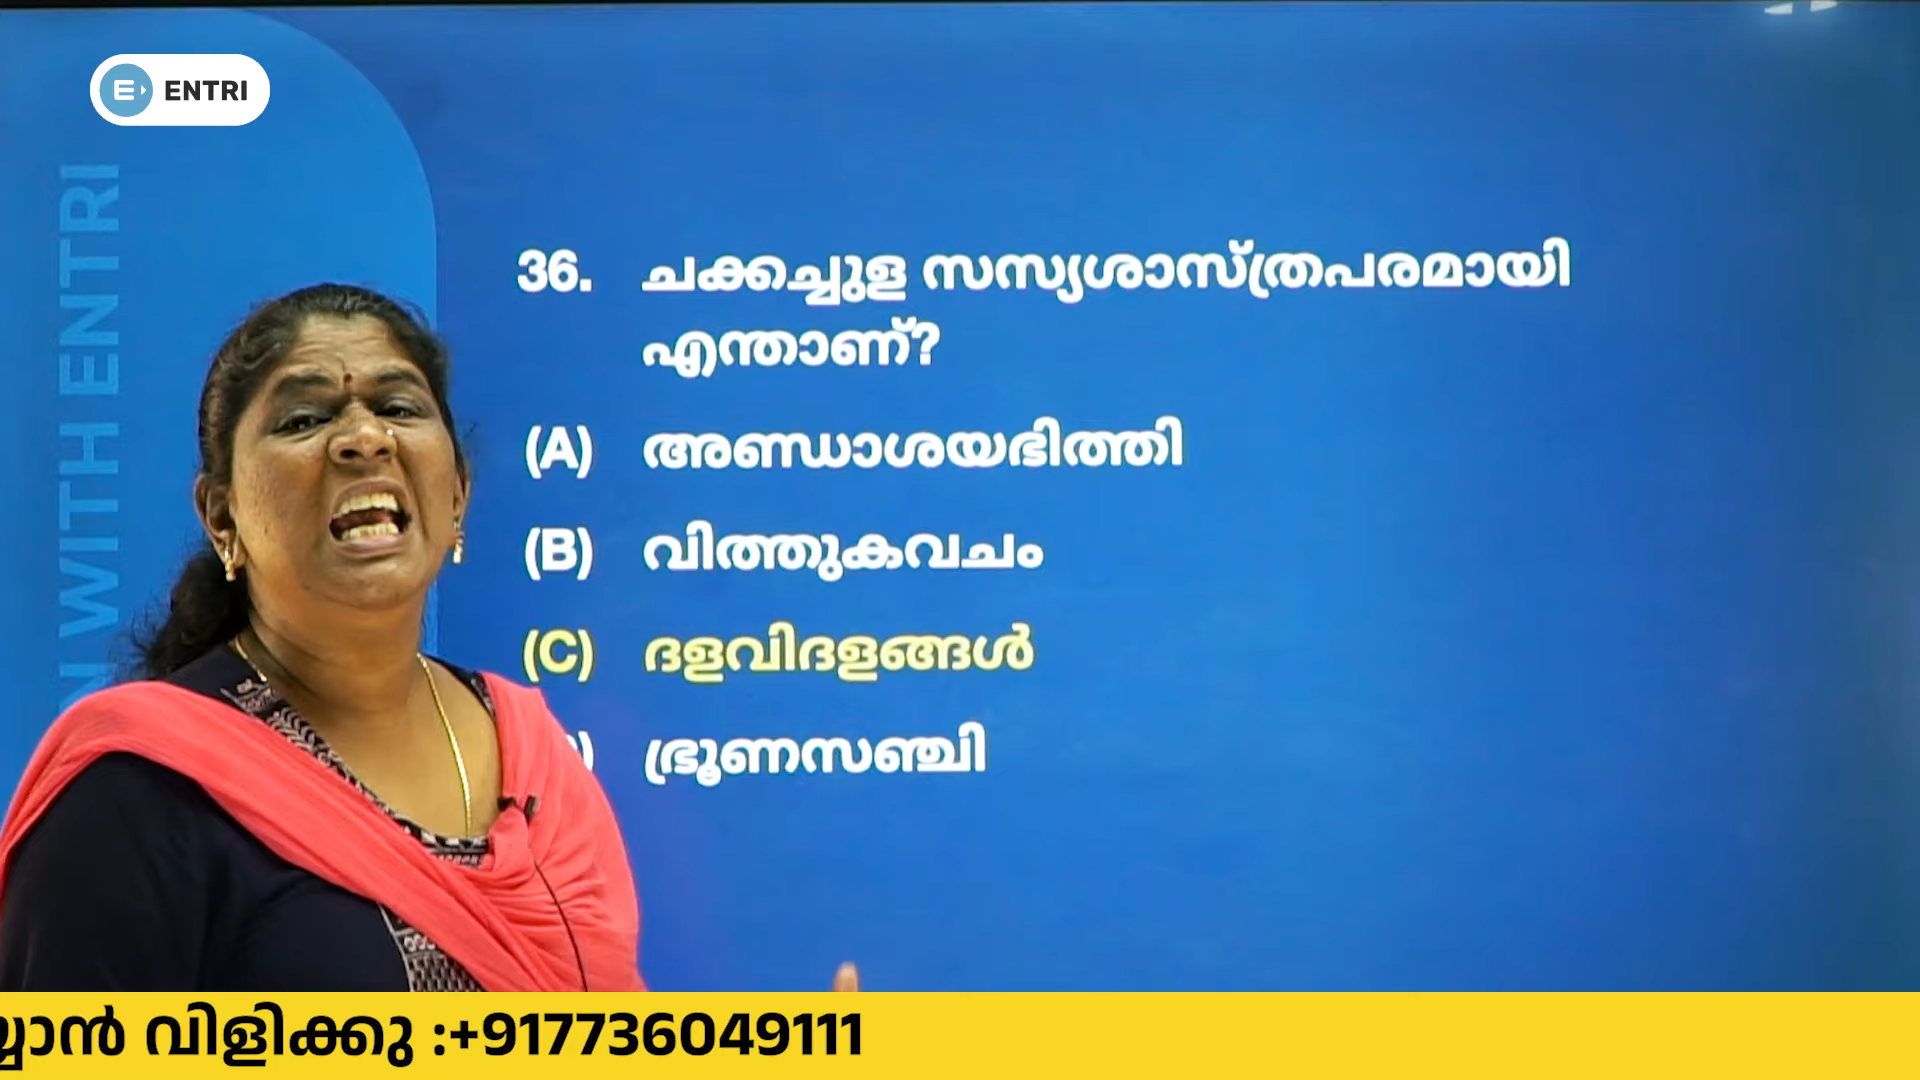 ENTRI
WITH ENTRI
36. ചക്കച്ചുള സസ്യശാസ്ത്രപരമായി
എന്താണ്?
(A) അണ്ഡാശയഭിത്തി
(B) വിത്തുകവചം
(C) ദളവിദളങ്ങൾ
ഭ്രൂണസഞ്ചി
വിളിക്കു :+917736049111